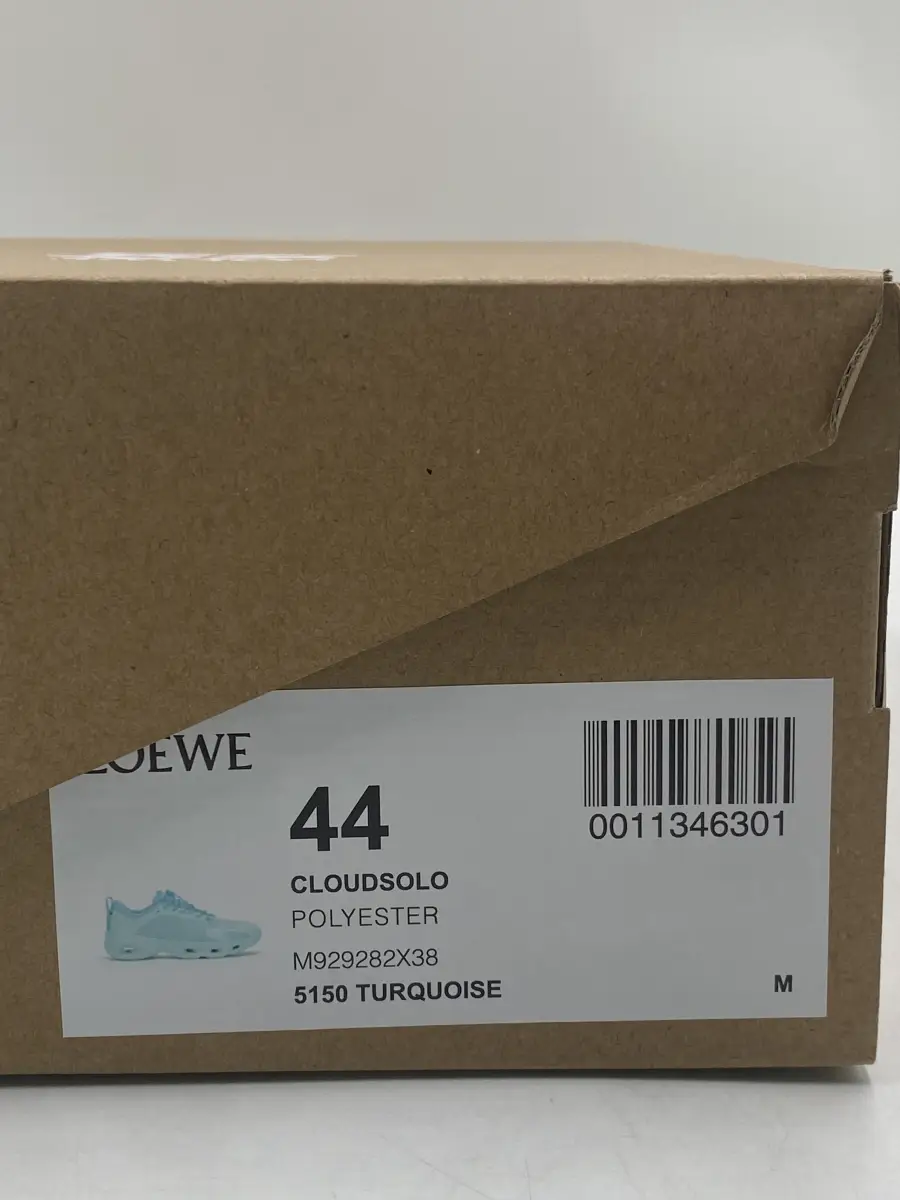 LOEWE
44
0011346301
CLOUDSOLO
POLYESTER
M929282X38
5150 TURQUOISE
M